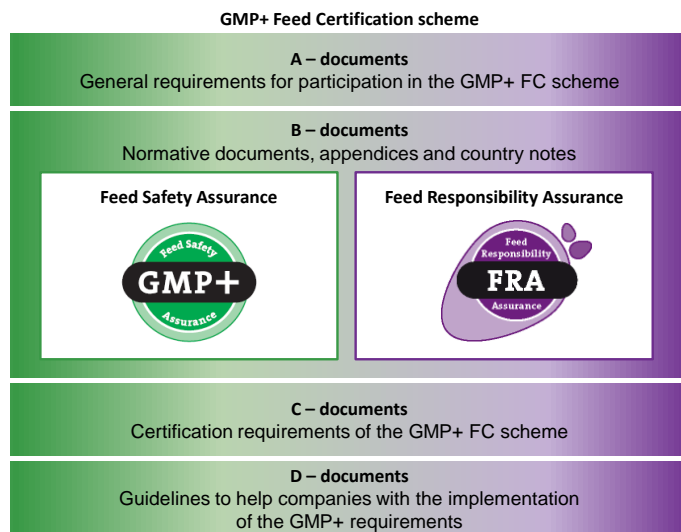 GMP+ Feed Certification scheme
A – documents
General requirements for participation in the GMP+ FC scheme
B – documents
Normative documents, appendices and country notes
Feed Safety Assurance
Feed Safety
GMP+
Assurance
Feed Responsibility Assurance
Feed
Responsibility
FRA
Assurance
C – documents
Certification requirements of the GMP+ FC scheme
D – documents
Guidelines to help companies with the implementation
of the GMP+ requirements